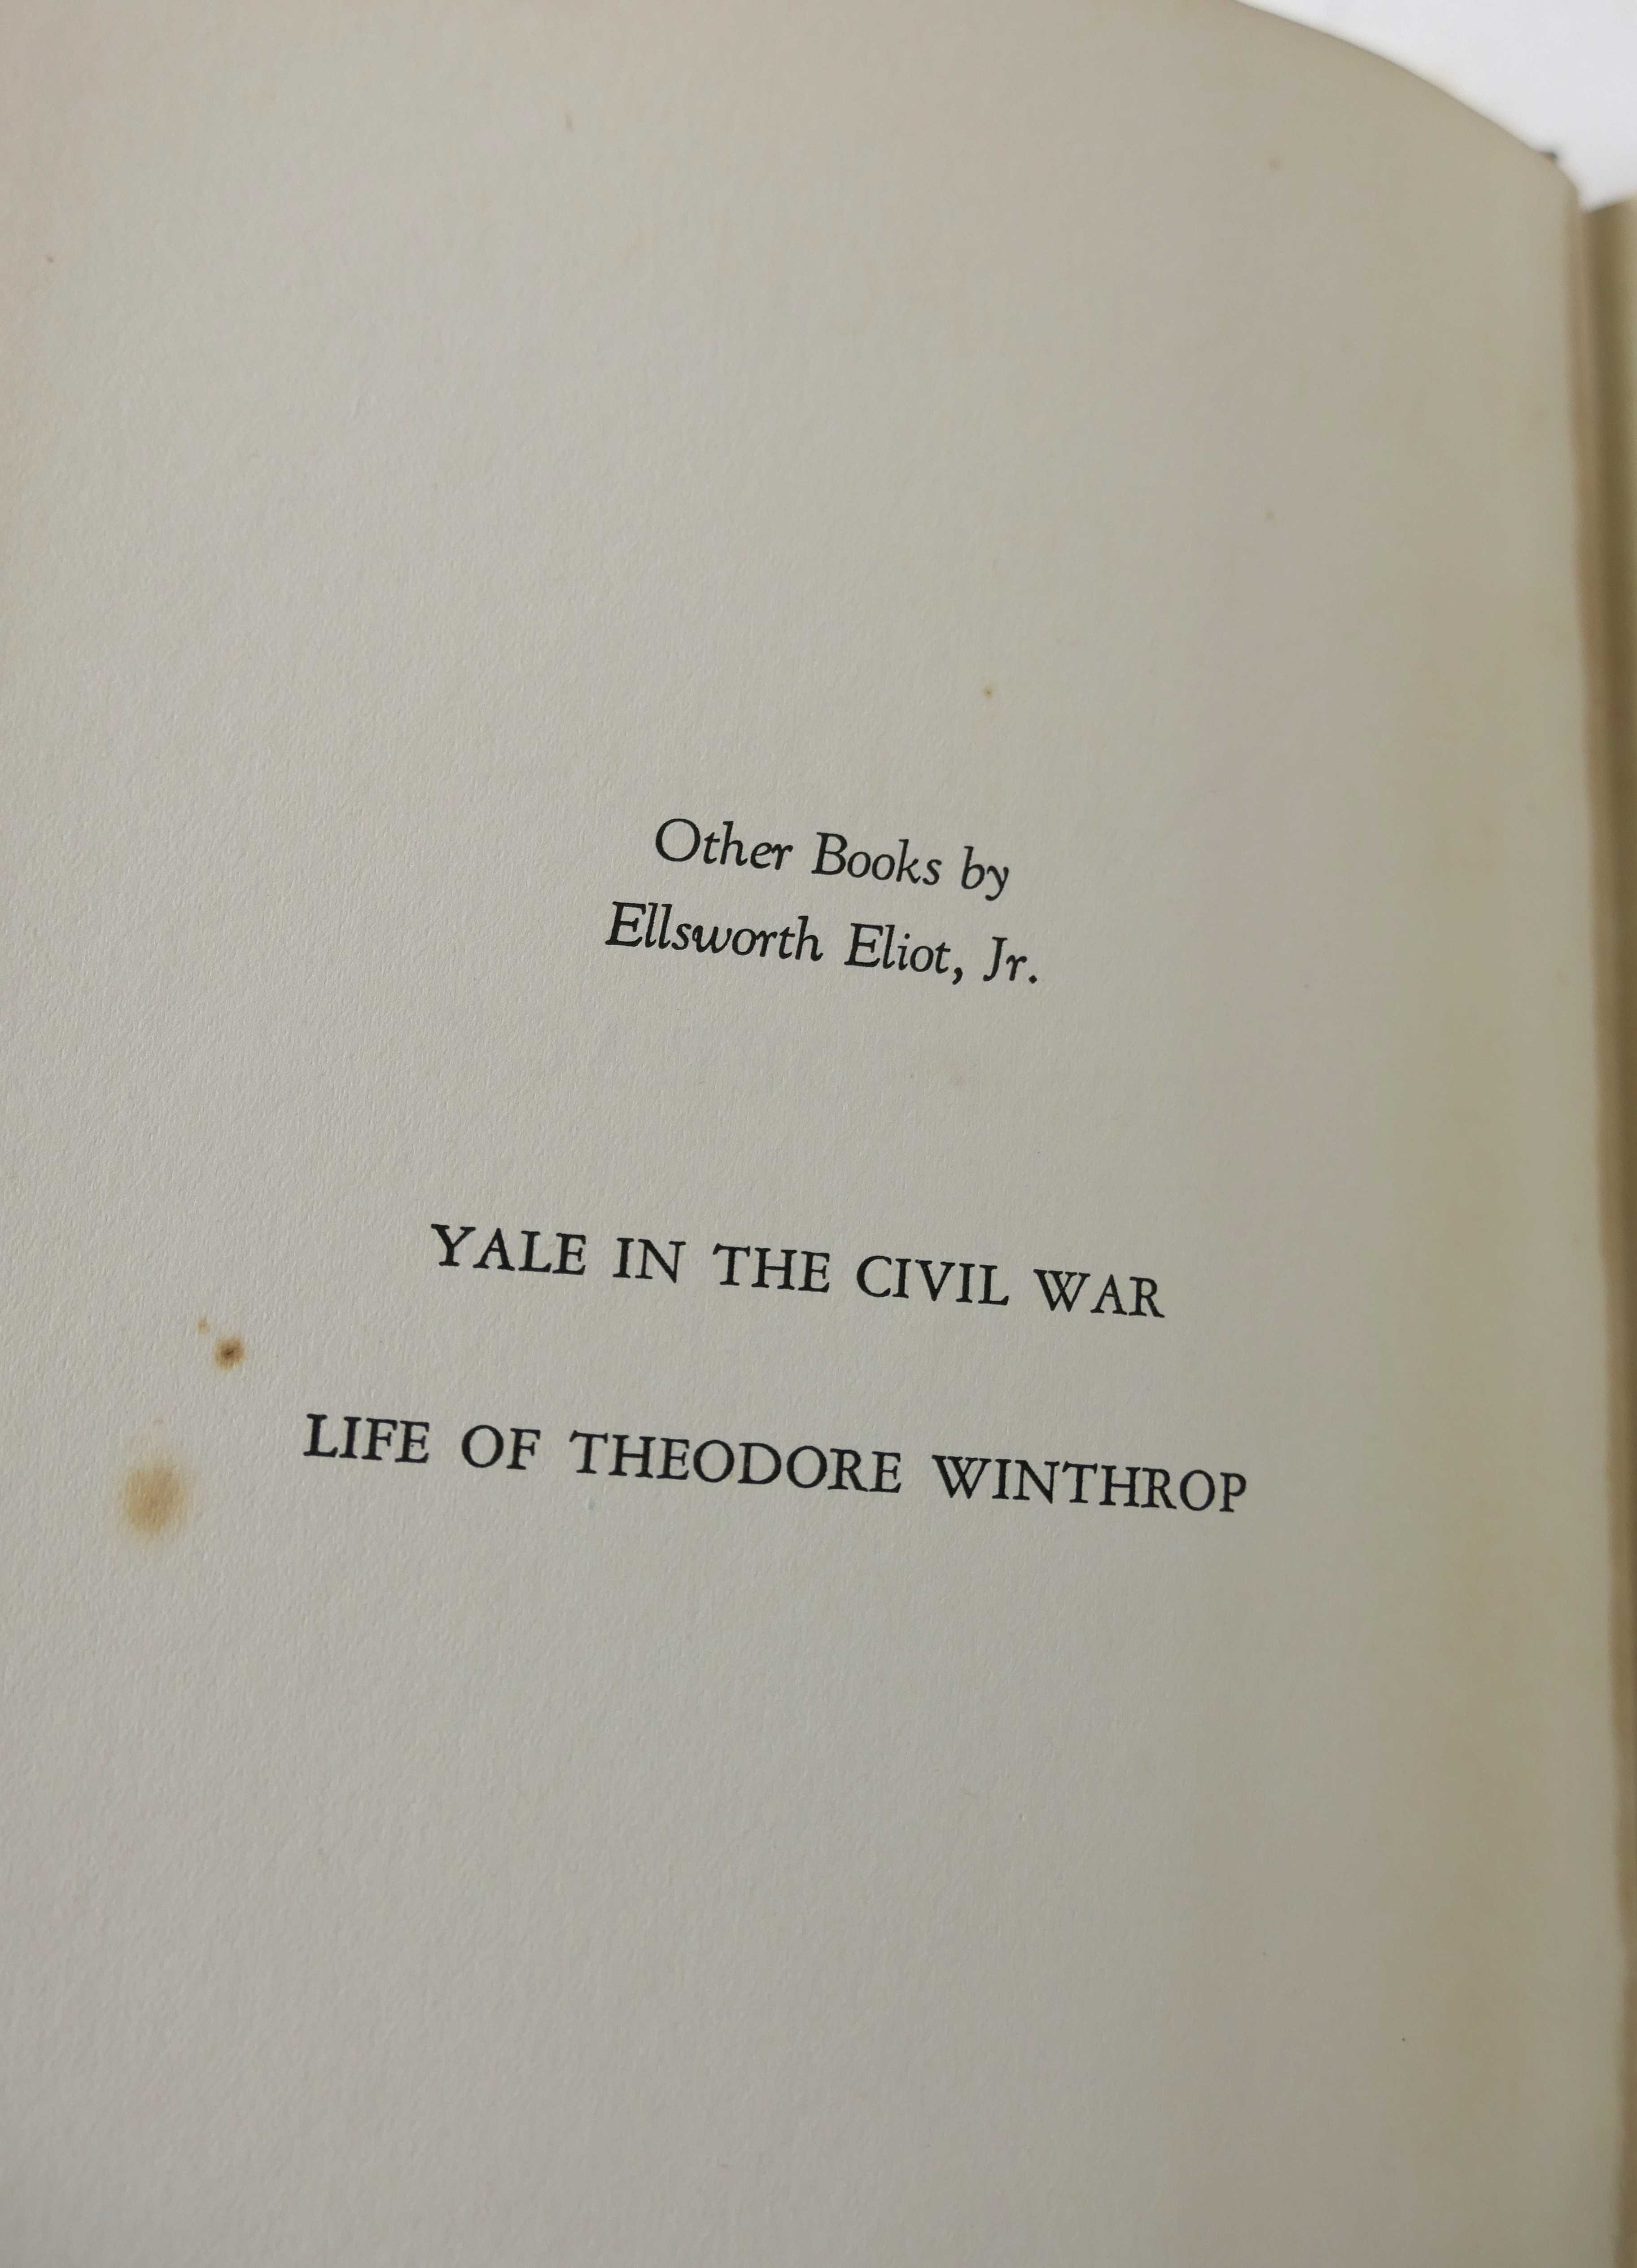 Other Books by
Ellsworth Eliot, Jr.
YALE IN THE CIVIL WAR
LIFE OF THEODORE WINTHROP